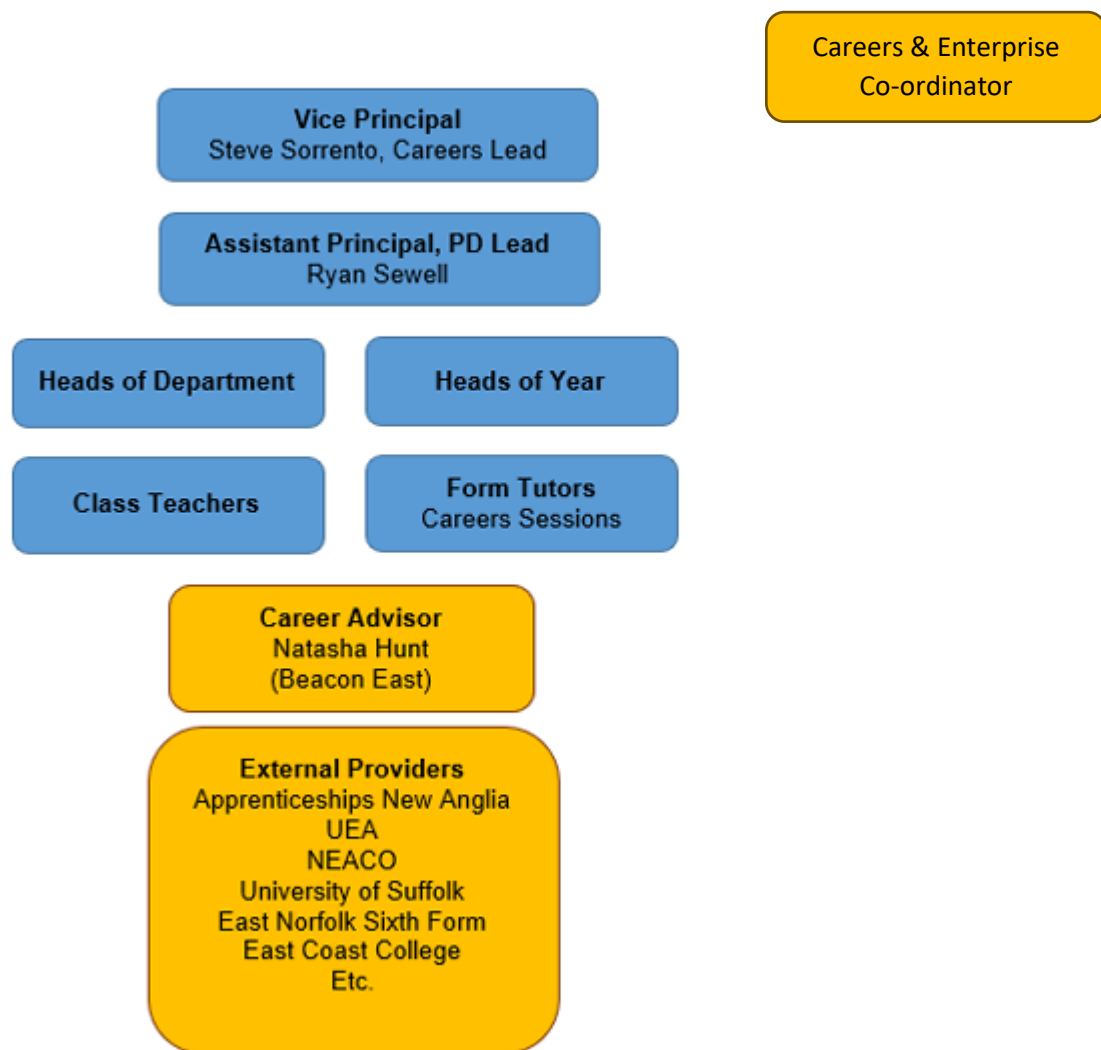 Careers & Enterprise
Co-ordinator
Vice Principal
Steve Sorrento, Careers Lead
Assistant Principal, PD Lead
Ryan Sewell
Heads of Department
Heads of Year
Class Teachers
Form Tutors
Careers Sessions
Career Advisor
Natasha Hunt
(Beacon East)
External Providers
Apprenticeships New Anglia
UEA
NEACO
University of Suffolk
East Norfolk Sixth Form
East Coast College
Etc.